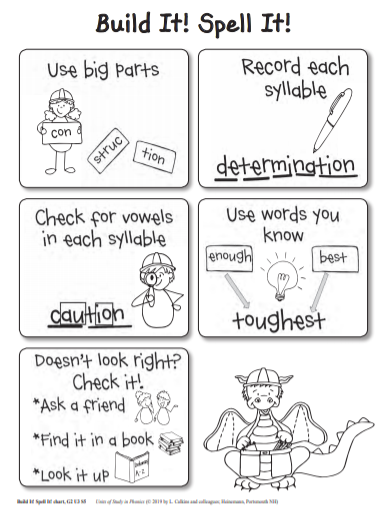 Build It! Spell It!
Use big parts
con
struc
tion
Record each
syllable
determination
Check for vowels
in each syllable
caution
Use words you
know
enough
best
toughest
Doesn't look right?
Check it!
*Ask a friend
*Find it in a book
*Look it up
A-Z
Build It! Spell It! chart, G2 U3 S5
Units of Study in Phonics (© 2019 by L. Calkins and colleagues, Heinemann, Portsmouth NH)